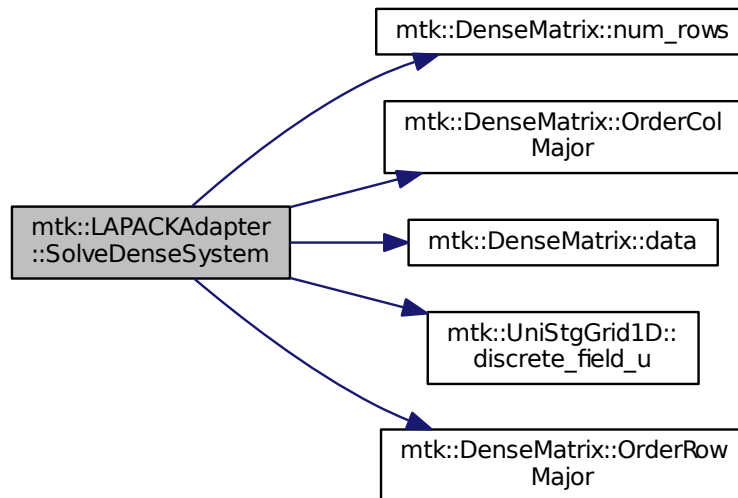 mtk::DenseMatrix::num_rows
mtk::DenseMatrix::OrderCol
Major
mtk::LAPACKAdapter
::SolveDenseSystem
mtk::DenseMatrix::data
mtk::UniStgGrid1D::
discrete_field_u
mtk::DenseMatrix::OrderRow
Major